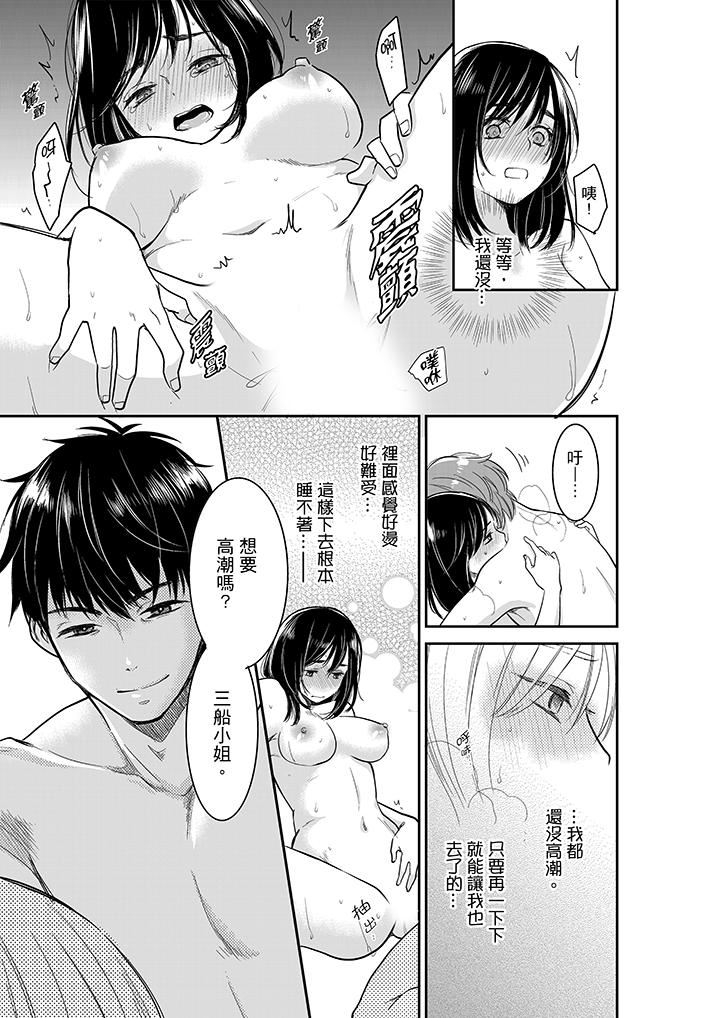 咦！
等等，
我還沒…
啊…
驚
顫
驚
顫
呀…
震
顫
震
顫
噗
咻
吁…
…我都
還沒高潮。
只要再一下下
就能讓我也
去了的…
裡面感覺好燙
好難受…
這樣下去根本
睡不著…
抽
出…
想要
高潮嗎？
三船小姐。